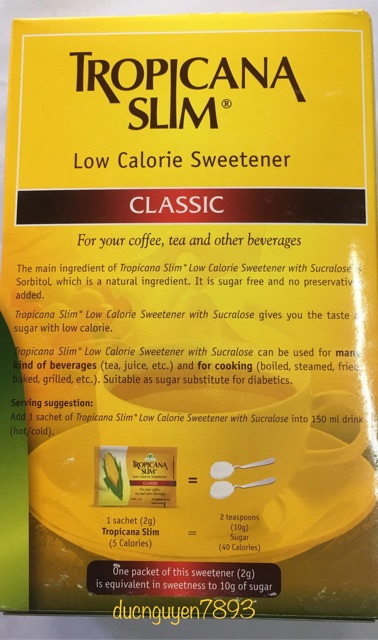 TROPICANA
SLIM®
Low Calorie Sweetener
CLASSIC
For your coffee, tea and other beverages
The main ingredient of Tropicana Slim® Low Calorie Sweetener with Sucralose
Sorbitol, which is a natural ingredient. It is sugar free and no preservativ
added.
Tropicana Slim® Low Calorie Sweetener with Sucralose gives you the taste
sugar with low calorie.
Tropicana Slim® Low Calorie Sweetener with Sucralose can be used for man
kind of beverages (tea, juice, etc.) and for cooking (boiled, steamed, fried
baked, grilled, etc.). Suitable as sugar substitute for diabetics.
Serving suggestion:
Add 1 sachet of Tropicana Slim® Low Calorie Sweetener with Sucralose into 150 ml drink
(hot/cold).
TROPICANA
SLIM
Low Calorie Sweetener
CLASSIC
=
1 sachet (2g)
Tropicana Slim
(5 Calories)
=
2 teaspoons
(10g)
Sugar
(40 Calories)
One packet of this sweetener (2g)
is equivalent in sweetness to 10g of sugar
ducnguyen7893